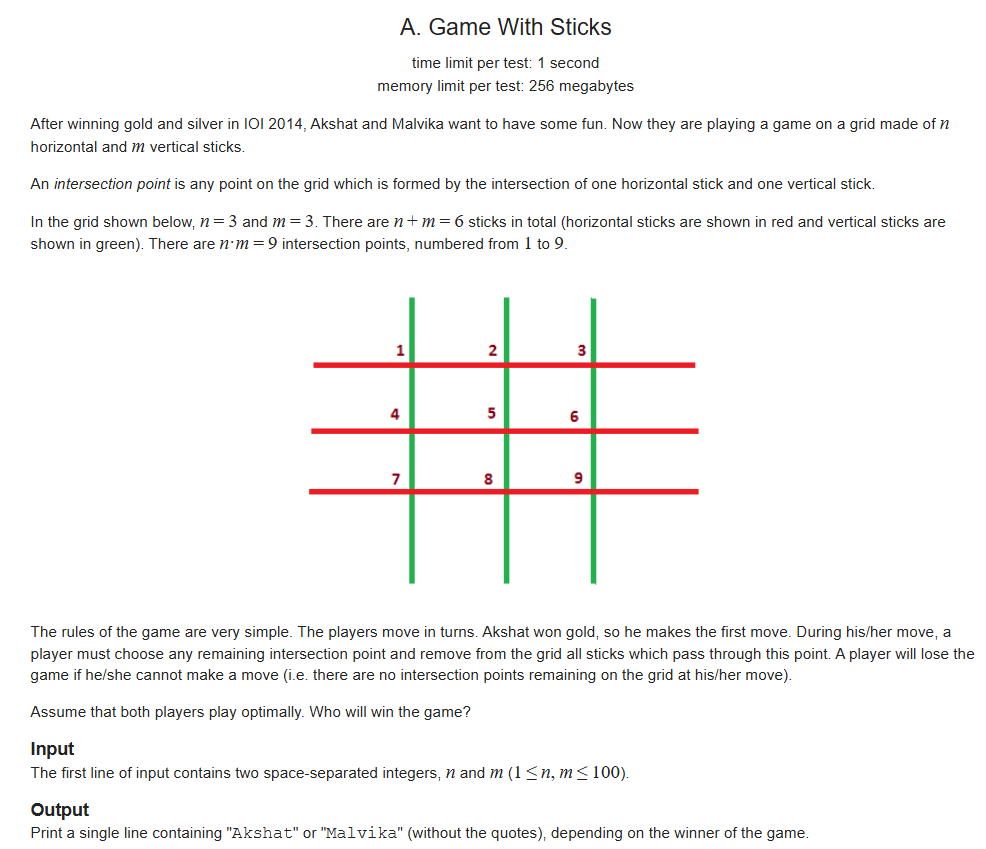 A. Game With Sticks
time limit per test: 1 second
memory limit per test: 256 megabytes
After winning gold and silver in IOI 2014, Akshat and Malvika want to have some fun. Now they are playing a game on a grid made of n
horizontal and m vertical sticks.
An intersection point is any point on the grid which is formed by the intersection of one horizontal stick and one vertical stick.
In the grid shown below, n = 3 and m = 3. There are n + m = 6 sticks in total (horizontal sticks are shown in red and vertical sticks are
shown in green). There are n·m = 9 intersection points, numbered from 1 to 9.
1 2 3
4 5 6
7 8 9
The rules of the game are very simple. The players move in turns. Akshat won gold, so he makes the first move. During his/her move, a
player must choose any remaining intersection point and remove from the grid all sticks which pass through this point. A player will lose the
game if he/she cannot make a move (i.e. there are no intersection points remaining on the grid at his/her move).
Assume that both players play optimally. Who will win the game?
Input
The first line of input contains two space-separated integers, n and m (1 ≤ n, m ≤ 100).
Output
Print a single line containing "Akshat" or "Malvika" (without the quotes), depending on the winner of the game.